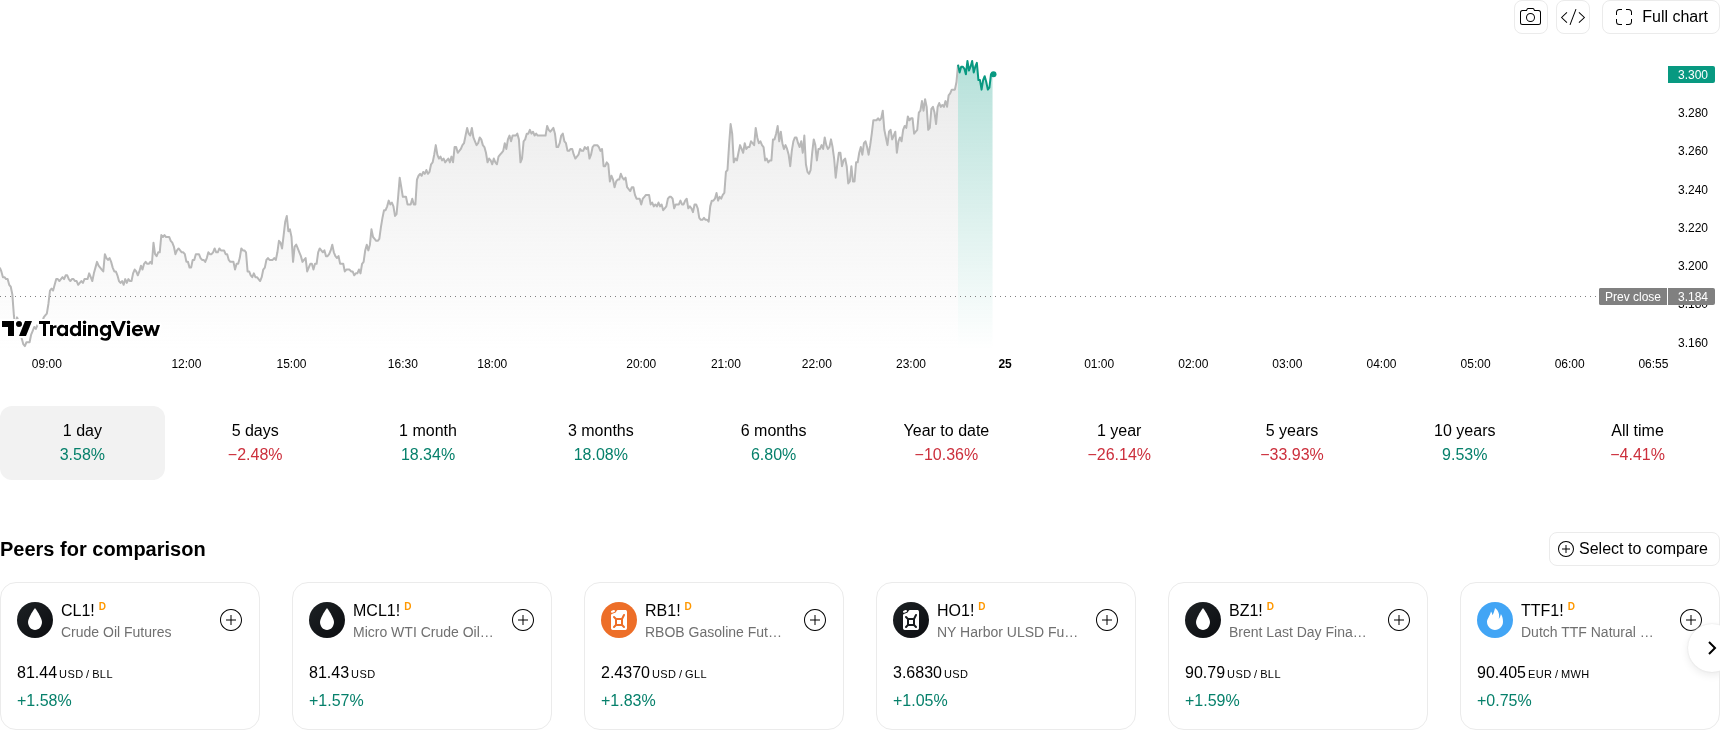 Full chart
3.300
3.280
3.260
3.240
3.220
3.200
Prev close 3.184
3.160
TradingView
09:00 12:00 15:00 16:30 18:00 20:00 21:00 22:00 23:00 25 01:00 02:00 03:00 04:00 05:00 06:00 06:55
1 day 5 days 1 month 3 months 6 months Year to date 1 year 5 years 10 years All time
3.58% −2.48% 18.34% 18.08% 6.80% −10.36% −26.14% −33.93% 9.53% −4.41%
Peers for comparison
Select to compare
CL1! D
Crude Oil Futures
81.44 USD / BLL
+1.58%
MCL1! D
Micro WTI Crude Oil…
81.43 USD
+1.57%
RB1! D
RBOB Gasoline Fut…
2.4370 USD / GLL
+1.83%
HO1! D
NY Harbor ULSD Fu…
3.6830 USD
+1.05%
BZ1! D
Brent Last Day Fina…
90.79 USD / BLL
+1.59%
TTF1! D
Dutch TTF Natural …
90.405 EUR / MWH
+0.75%